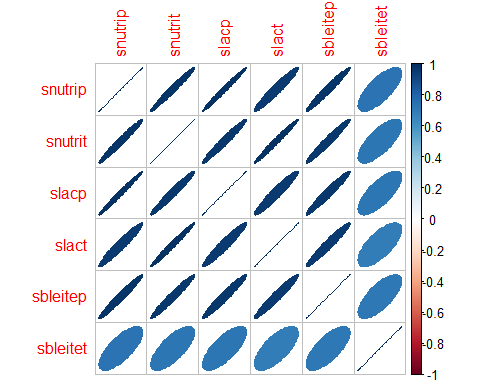 snutrip snutrit slacp slact sbleitep sbleitet
snutrip
snutrit
slacp
slact
sbleitep
sbleitet
1
0.8
0.6
0.4
0.2
0
-0.2
-0.4
-0.6
-0.8
-1